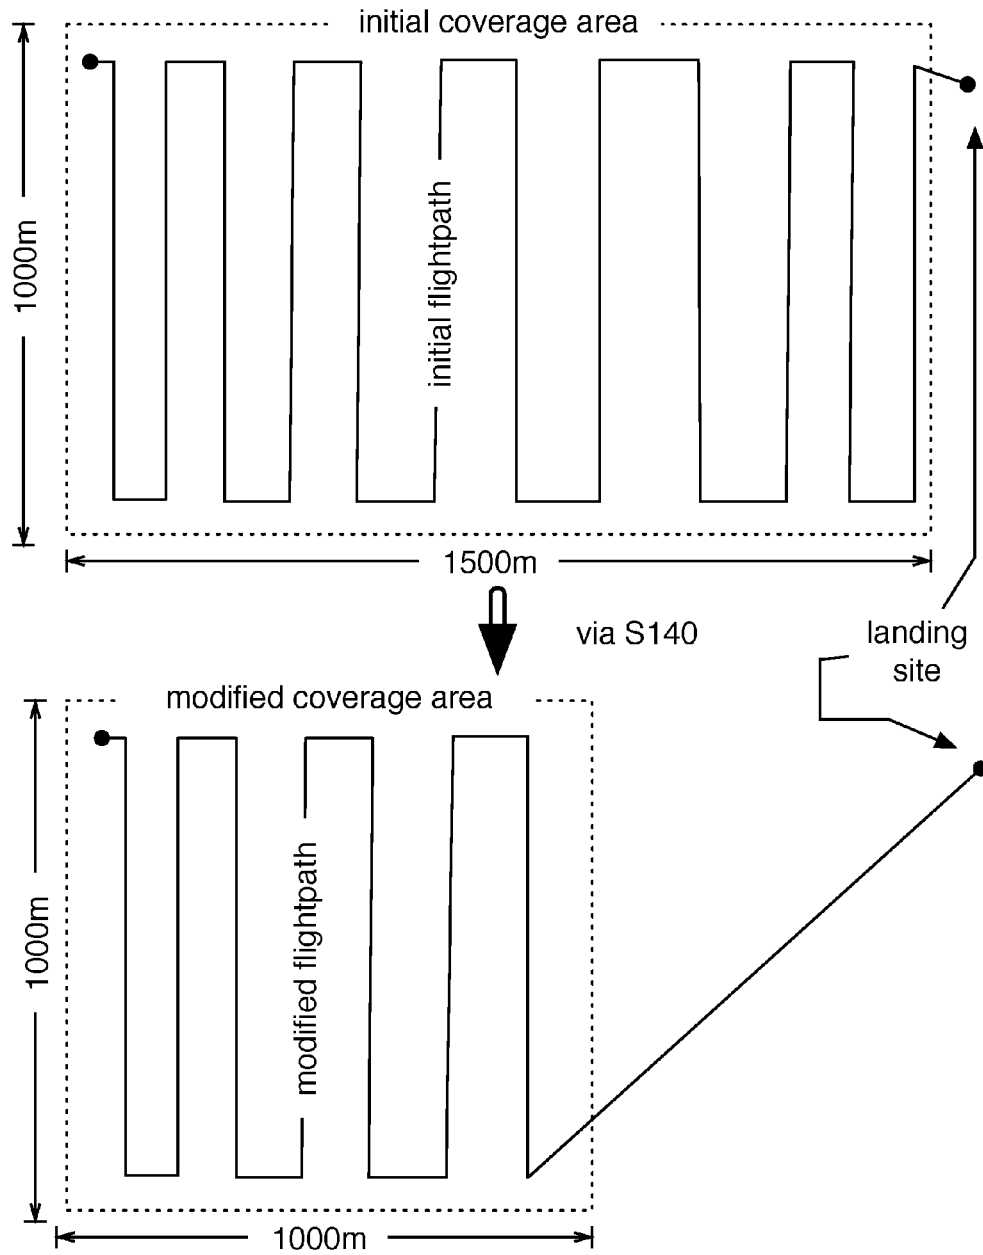 initial coverage area
1000m
initial flightpath
1500m
via S140
landing
site
modified coverage area
1000m
modified flightpath
1000m